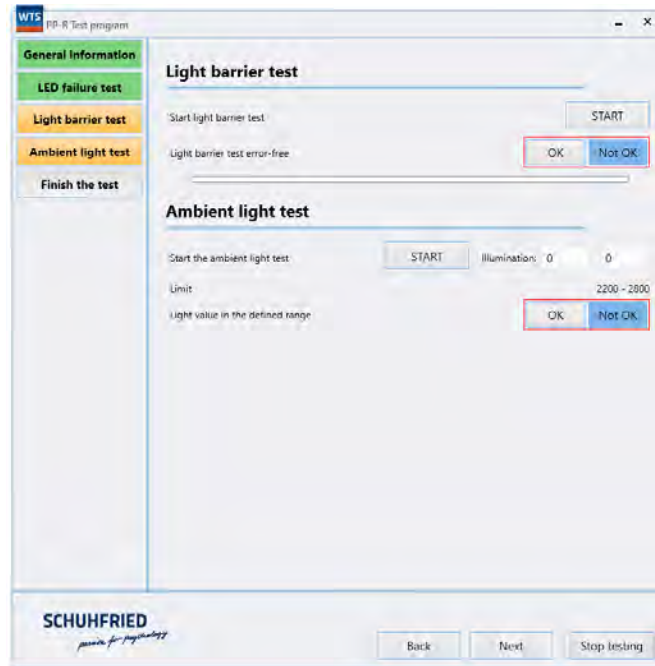 WTS PP-R Test program
General Information
LED failure test
Light barrier test
Ambient light test
Finish the test
Light barrier test
Start light barrier test START
Light barrier test error-free OK Not OK
Ambient light test
Start the ambient light test START Illumination: 0 0
Limit 2200 - 2800
Light value in the defined range OK Not OK
SCHUHFRIED
passion for psychology
Back Next Stop testing